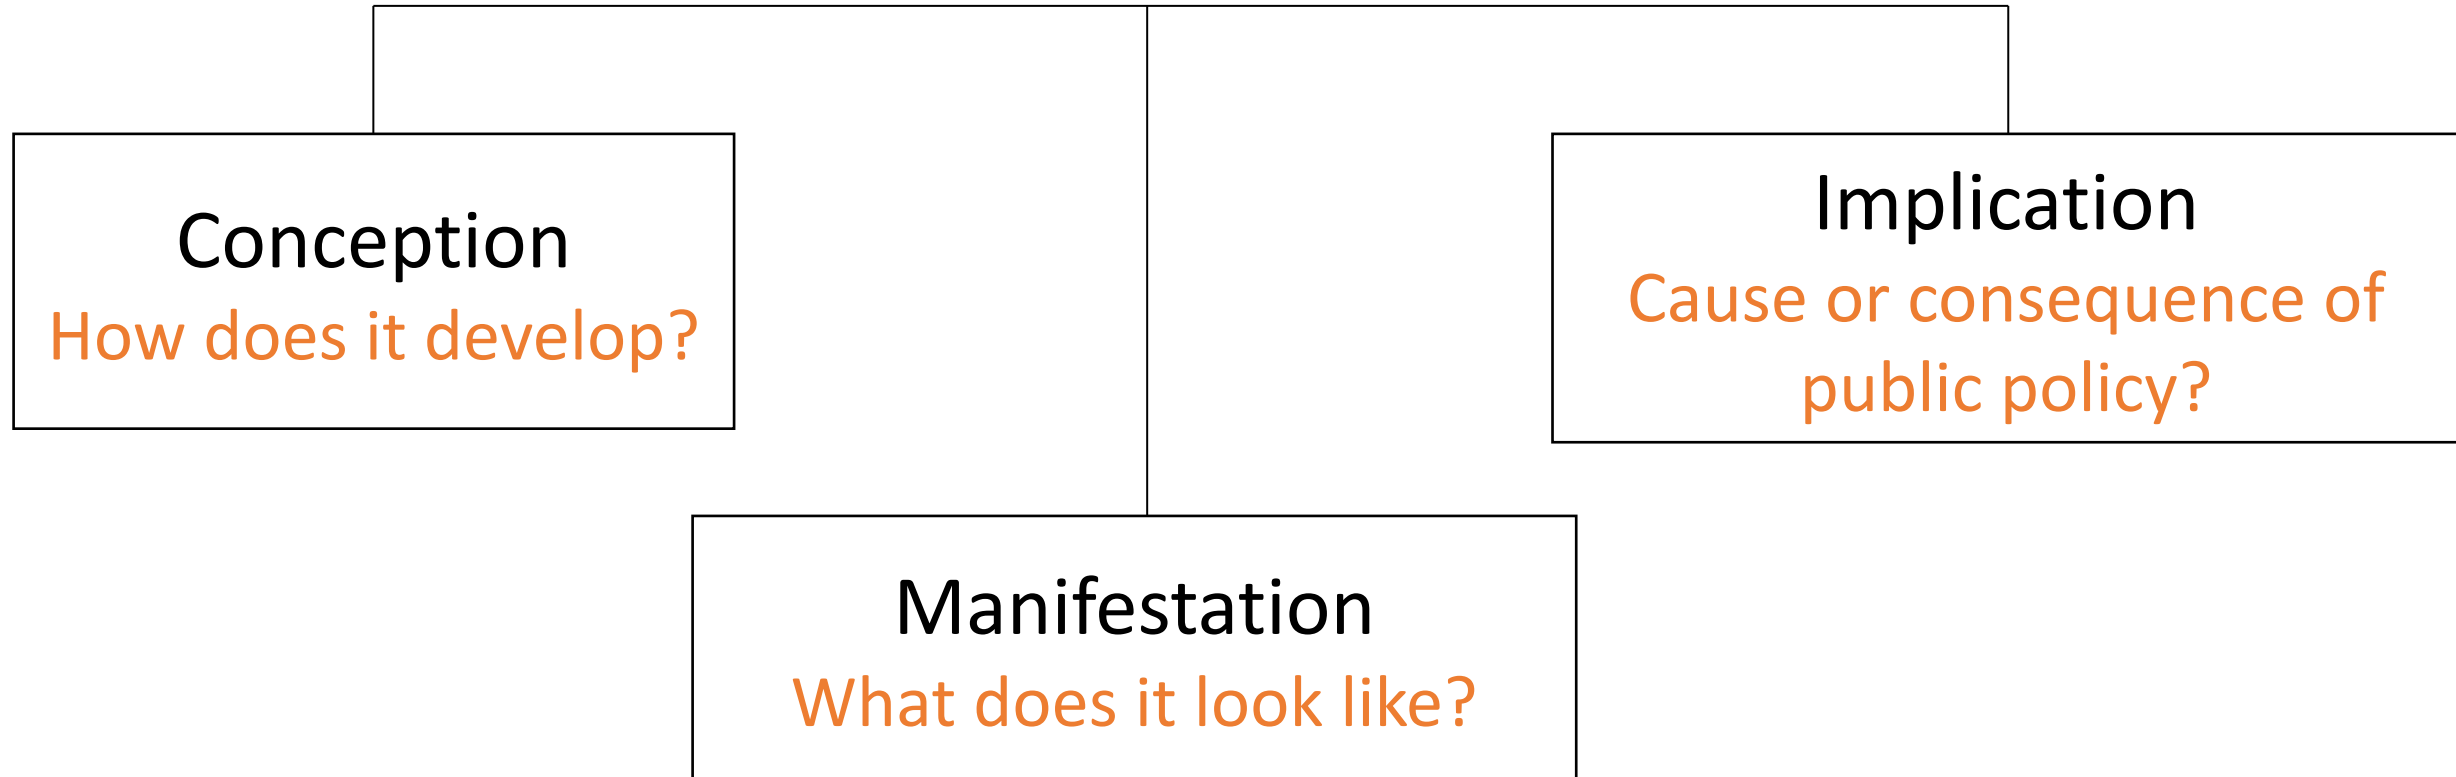 Conception
How does it develop?
Implication
Cause or consequence of
public policy?
Manifestation
What does it look like?